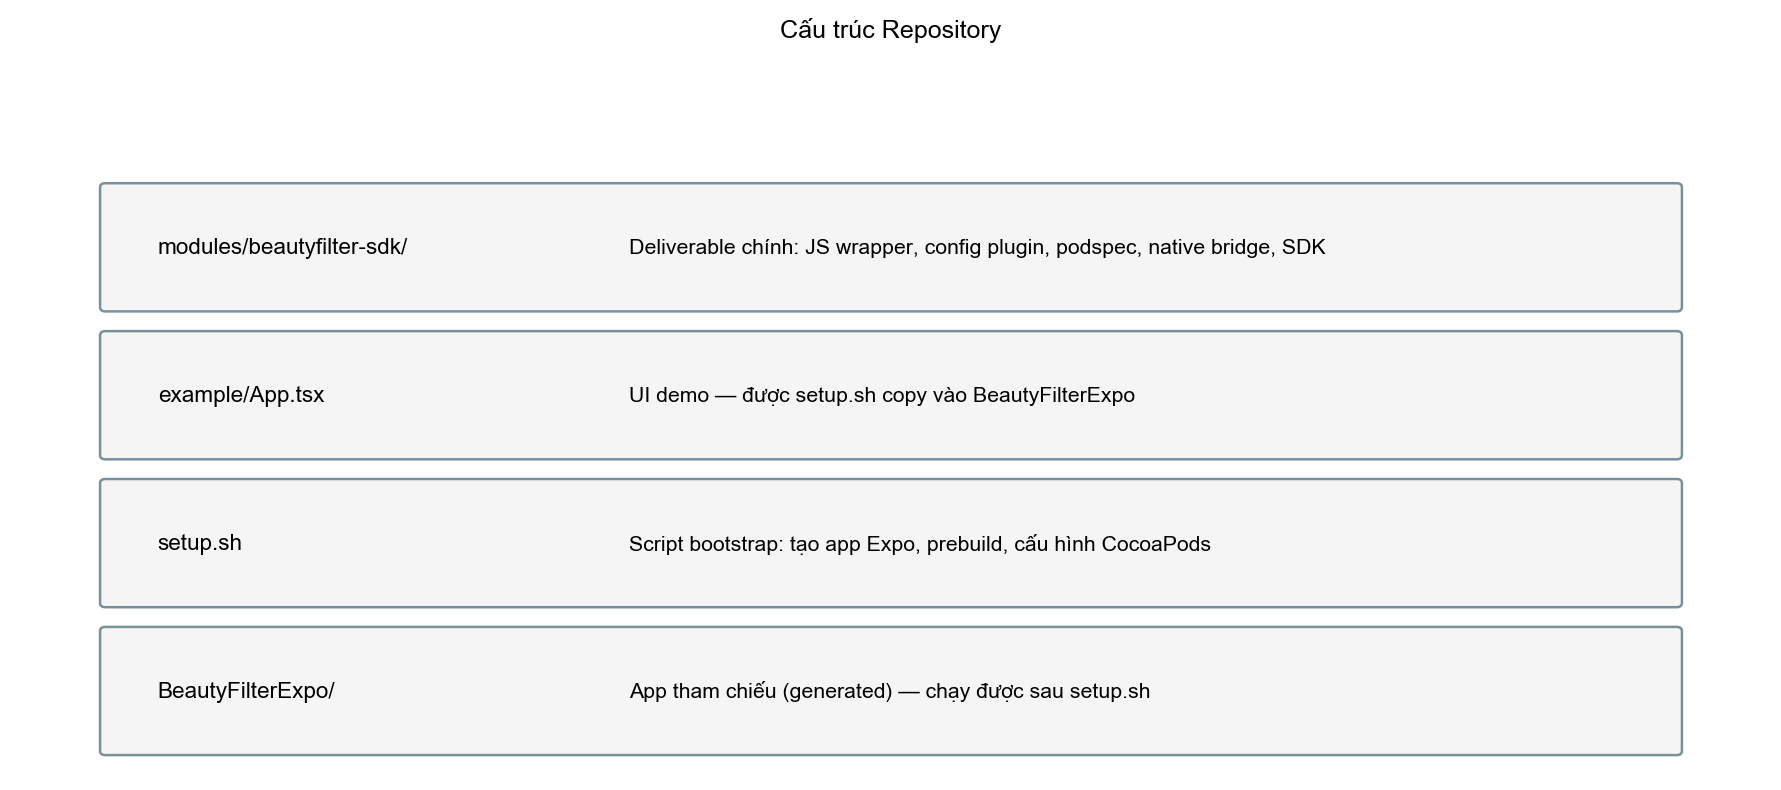 Cấu trúc Repository
modules/beautyfilter-sdk/
Deliverable chính: JS wrapper, config plugin, podspec, native bridge, SDK
example/App.tsx
UI demo — được setup.sh copy vào BeautyFilterExpo
setup.sh
Script bootstrap: tạo app Expo, prebuild, cấu hình CocoaPods
BeautyFilterExpo/
App tham chiếu (generated) — chạy được sau setup.sh